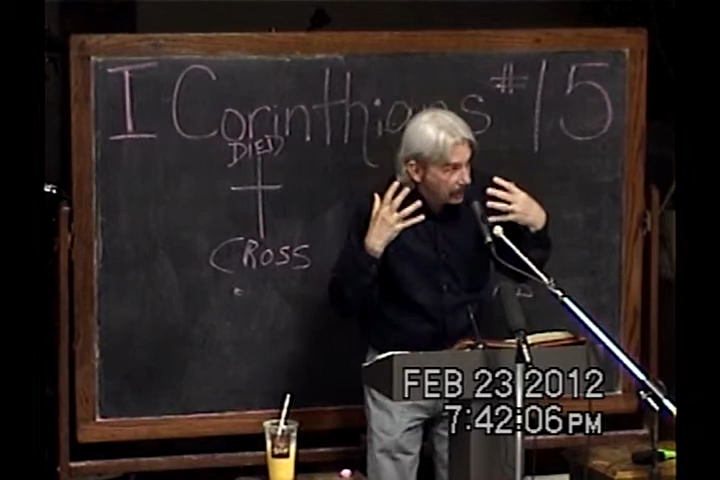 I Corinthians #15
DIED
CROSS
FEB 23 2012
7:42:06 PM